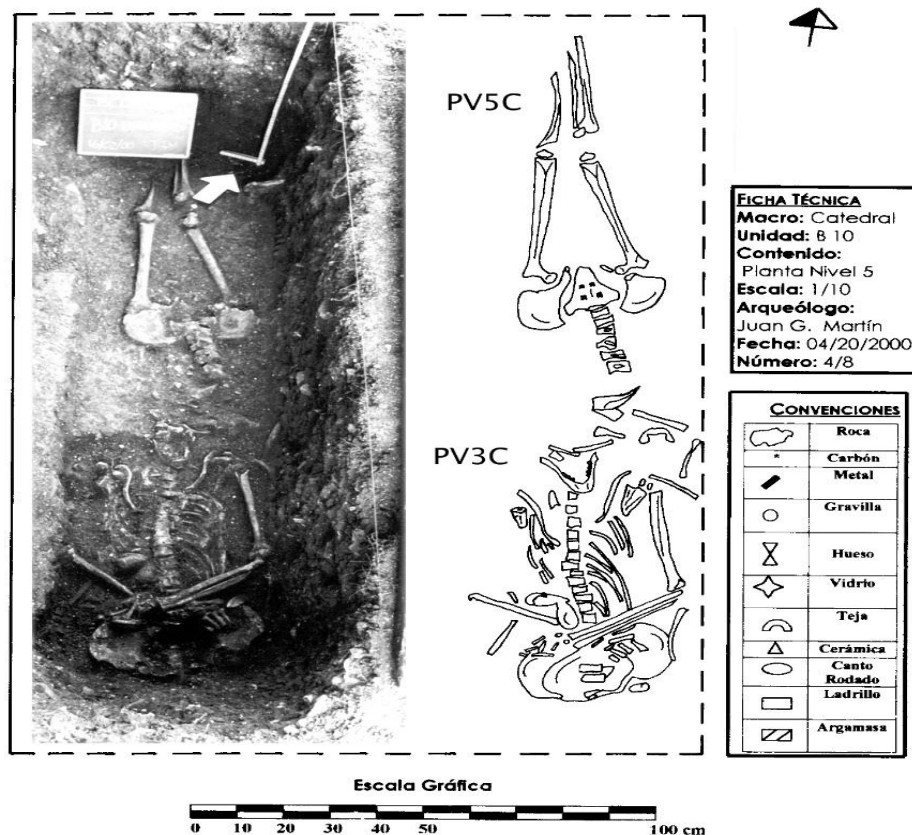 PV5C
PV3C
FICHA TÉCNICA
Macro: Catedral
Unidad: B 10
Contenido:
Planta Nivel 5
Escala: 1/10
Arqueólogo:
Juan G. Martín
Fecha: 04/20/2000
Número: 4/8
CONVENCIONES
Roca
Carbón
Metal
Gravilla
Hueso
Vidrio
Teja
Cerámica
Canto
Rodado
Ladrillo
Argamasa
Escala Gráfica
0 10 20 30 40 50 100 cm